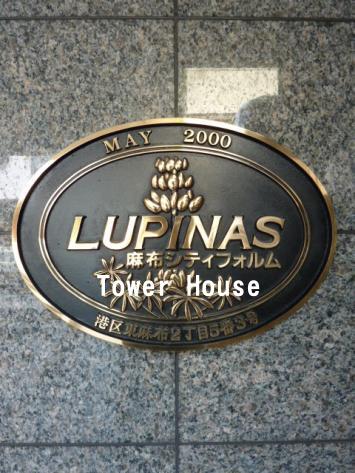 MAY 2000
LUPINAS
麻布シティフォルム
Tower House
港区東麻布2丁目5番3号